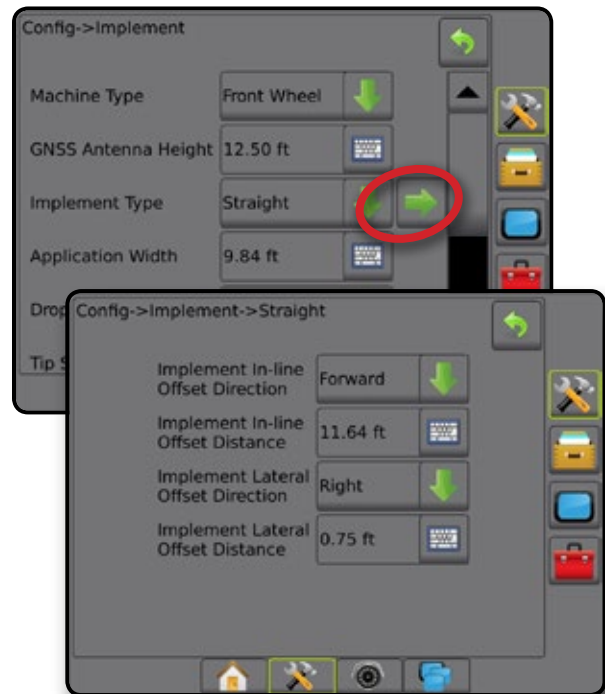 Config->Implement
Machine Type Front Wheel
GNSS Antenna Height 12.50 ft
Implement Type Straight
Application Width 9.84 ft
Drop
Tip S
Config->Implement->Straight
Implement In-line
Offset Direction Forward
Implement In-line
Offset Distance 11.64 ft
Implement Lateral
Offset Direction Right
Implement Lateral
Offset Distance 0.75 ft